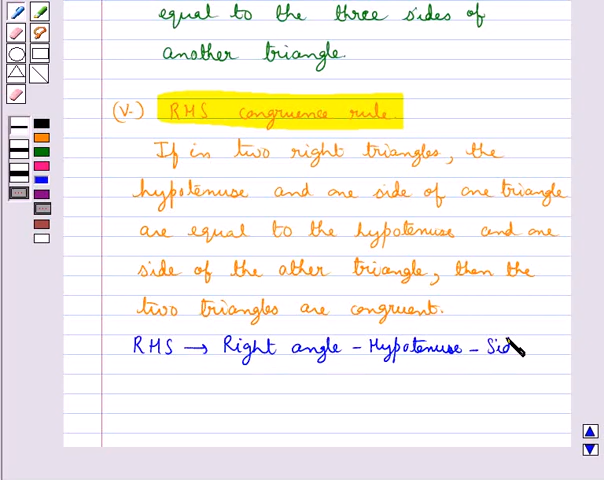 equal to the three sides of
another triangle.
(V.) RHS congruence rule.
If in two right triangles, the
hypotenuse and one side of one triangle
are equal to the hypotenuse and one
side of the other triangle, then the
two triangles are congruent.
RHS → Right angle - Hypotenuse - Sid